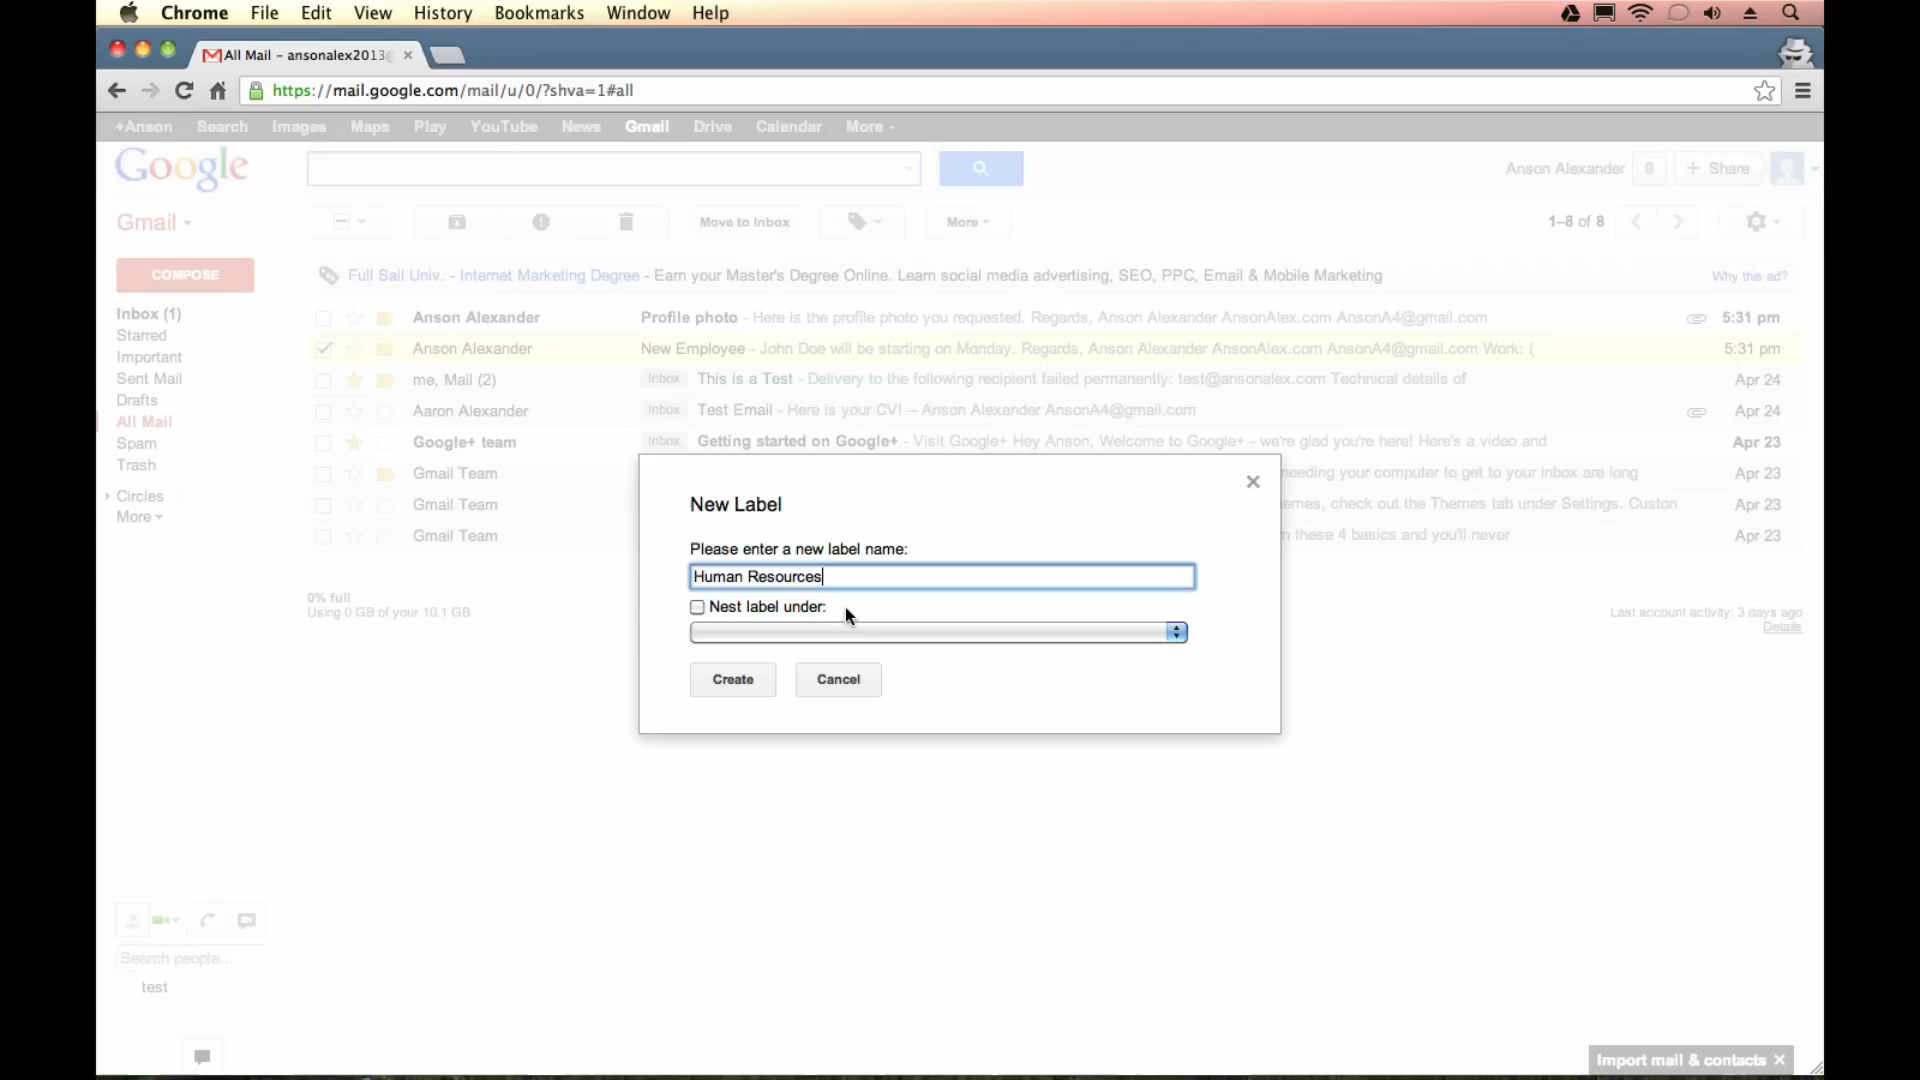 Chrome File Edit View History Bookmarks Window Help
All Mail – ansonalex2013@
https://mail.google.com/mail/u/0/?shva=1#all
+Anson Search Images Maps Play YouTube News Gmail Drive Calendar More
Google
Anson Alexander 0 + Share
Gmail
Move to Inbox More 1–8 of 8
COMPOSE
Full Sail Univ. - Internet Marketing Degree - Earn your Master's Degree Online. Learn social media advertising, SEO, PPC, Email & Mobile Marketing Why this ad?
Inbox (1)
Starred
Important
Sent Mail
Drafts
All Mail
Spam
Trash
Circles
More
Anson Alexander Profile photo - Here is the profile photo you requested. Regards, Anson Alexander AnsonAlex.com AnsonA4@gmail.com 5:31 pm
Anson Alexander New Employee - John Doe will be starting on Monday. Regards, Anson Alexander AnsonAlex.com AnsonA4@gmail.com Work: ( 5:31 pm
me, Mail (2) Inbox This is a Test - Delivery to the following recipient failed permanently: test@ansonalex.com Technical details of Apr 24
Aaron Alexander Inbox Test Email - Here is your CV! – Anson Alexander AnsonA4@gmail.com Apr 24
Google+ team Inbox Getting started on Google+ - Visit Google+ Hey Anson, Welcome to Google+ - we're glad you're here! Here's a video and Apr 23
Gmail Team needing your computer to get to your inbox are long Apr 23
Gmail Team emes, check out the Themes tab under Settings. Custon Apr 23
Gmail Team n these 4 basics and you'll never Apr 23
New Label
Please enter a new label name:
Human Resources
Nest label under:
Create Cancel
0% full
Using 0 GB of your 10.1 GB
Last account activity: 3 days ago
Details
Search people...
test
Import mail & contacts